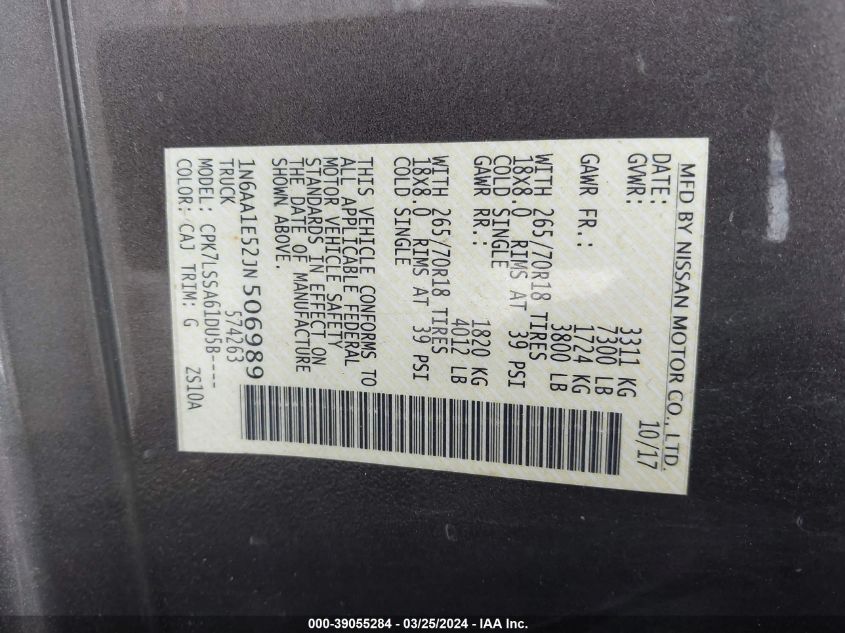 MFD BY NISSAN MOTOR CO., LTD.
DATE: 10/17
GVWR: 3311 KG
7300 LB
GAWR FR.: 1724 KG
3800 LB
WITH 265/70R18 TIRES
18X8.0 RIMS AT 39 PSI
COLD SINGLE
GAWR RR.: 1820 KG
4012 LB
WITH 265/70R18 TIRES
18X8.0 RIMS AT 39 PSI
COLD SINGLE
THIS VEHICLE CONFORMS TO
ALL APPLICABLE FEDERAL
MOTOR VEHICLE SAFETY
STANDARDS IN EFFECT ON
THE DATE OF MANUFACTURE
SHOWN ABOVE.
1N6AA1E52JN506989
TRUCK 574263
MODEL: CPK7LSSA61DU5B----
COLOR: CAJ TRIM: G ZS10A
000-39055284 - 03/25/2024 - IAA Inc.